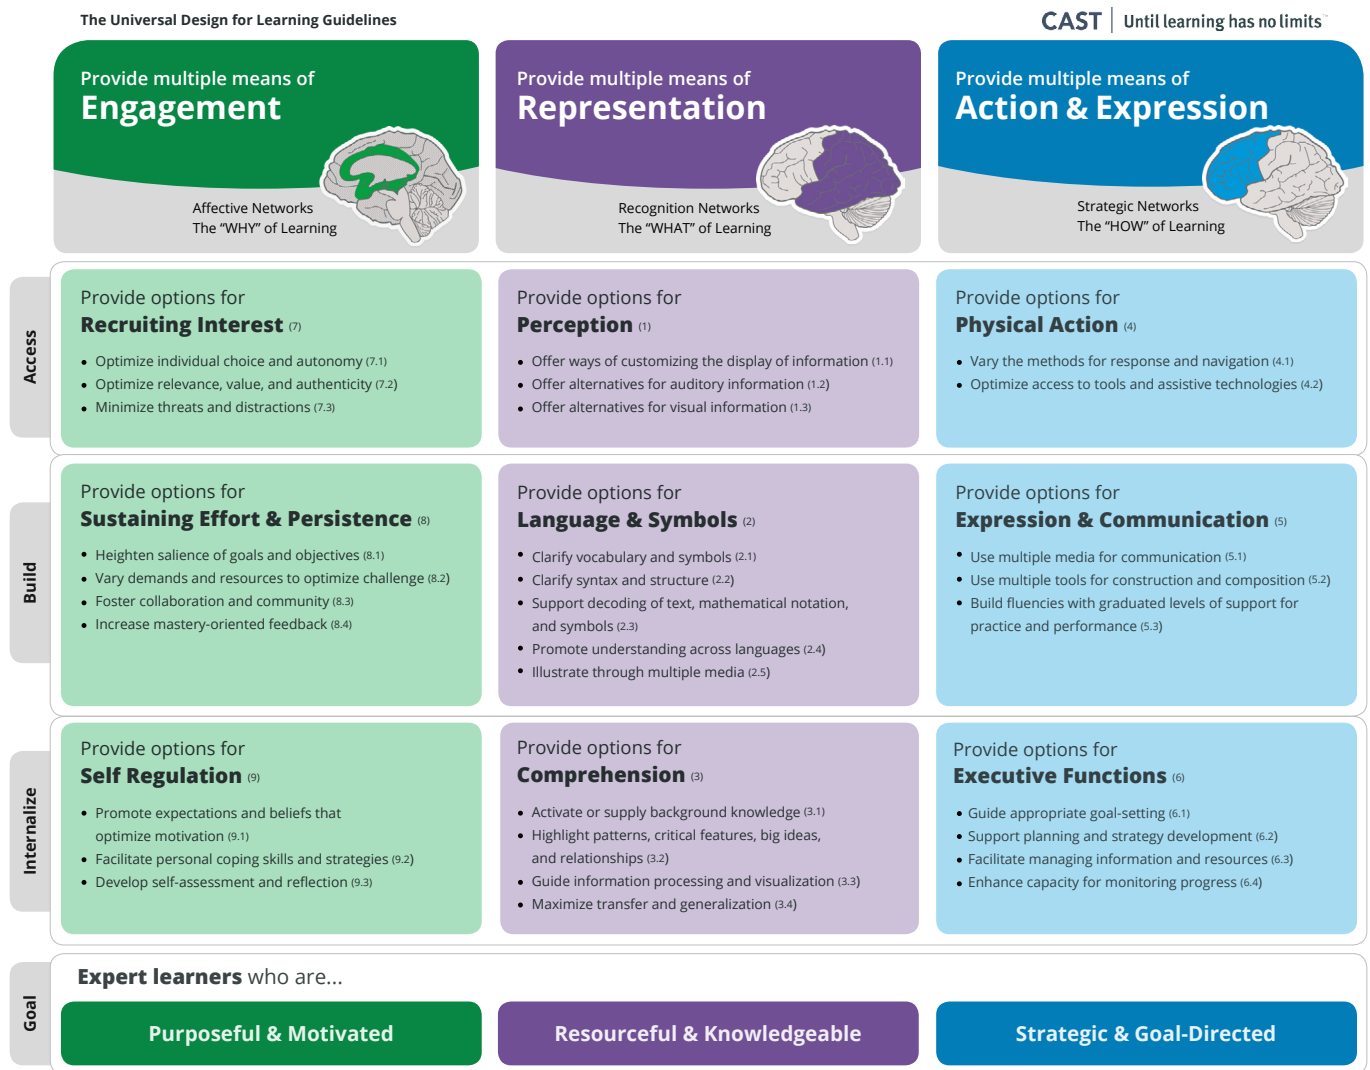 The Universal Design for Learning Guidelines
CAST | Until learning has no limits™
Provide multiple means of
Engagement
Affective Networks
The “WHY” of Learning
Provide multiple means of
Representation
Recognition Networks
The “WHAT” of Learning
Provide multiple means of
Action & Expression
Strategic Networks
The “HOW” of Learning
Access
Provide options for
Recruiting Interest (7)
• Optimize individual choice and autonomy (7.1)
• Optimize relevance, value, and authenticity (7.2)
• Minimize threats and distractions (7.3)
Provide options for
Perception (1)
• Offer ways of customizing the display of information (1.1)
• Offer alternatives for auditory information (1.2)
• Offer alternatives for visual information (1.3)
Provide options for
Physical Action (4)
• Vary the methods for response and navigation (4.1)
• Optimize access to tools and assistive technologies (4.2)
Build
Provide options for
Sustaining Effort & Persistence (8)
• Heighten salience of goals and objectives (8.1)
• Vary demands and resources to optimize challenge (8.2)
• Foster collaboration and community (8.3)
• Increase mastery-oriented feedback (8.4)
Provide options for
Language & Symbols (2)
• Clarify vocabulary and symbols (2.1)
• Clarify syntax and structure (2.2)
• Support decoding of text, mathematical notation,
and symbols (2.3)
• Promote understanding across languages (2.4)
• Illustrate through multiple media (2.5)
Provide options for
Expression & Communication (5)
• Use multiple media for communication (5.1)
• Use multiple tools for construction and composition (5.2)
• Build fluencies with graduated levels of support for
practice and performance (5.3)
Internalize
Provide options for
Self Regulation (9)
• Promote expectations and beliefs that
optimize motivation (9.1)
• Facilitate personal coping skills and strategies (9.2)
• Develop self-assessment and reflection (9.3)
Provide options for
Comprehension (3)
• Activate or supply background knowledge (3.1)
• Highlight patterns, critical features, big ideas,
and relationships (3.2)
• Guide information processing and visualization (3.3)
• Maximize transfer and generalization (3.4)
Provide options for
Executive Functions (6)
• Guide appropriate goal-setting (6.1)
• Support planning and strategy development (6.2)
• Facilitate managing information and resources (6.3)
• Enhance capacity for monitoring progress (6.4)
Goal
Expert learners who are...
Purposeful & Motivated
Resourceful & Knowledgeable
Strategic & Goal-Directed